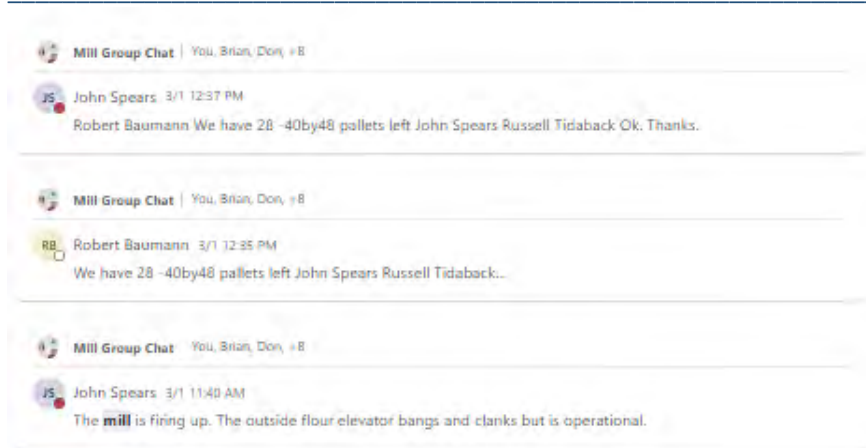 Mill Group Chat | You, Brian, Don, +8
JS John Spears 3/1 12:37 PM
Robert Baumann We have 28 -40by48 pallets left John Spears Russell Tidaback Ok. Thanks.
Mill Group Chat | You, Brian, Don, +8
RB Robert Baumann 3/1 12:35 PM
We have 28 -40by48 pallets left John Spears Russell Tidaback...
Mill Group Chat You, Brian, Don, +8
JS John Spears 3/1 11:40 AM
The mill is firing up. The outside flour elevator bangs and clanks but is operational.